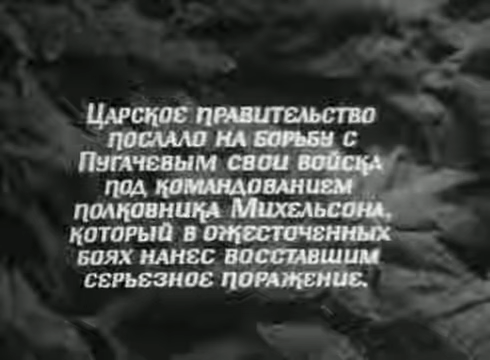 Царское правительство
послало на борьбу с
Пугачевым свои войска
под командованием
полковника Михельсона,
который в ожесточенных
боях нанес восставшим
серьезное поражение.